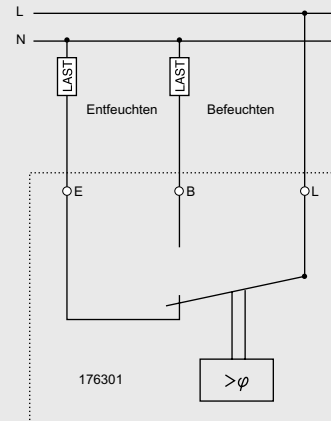 L
N
LAST LAST
Entfeuchten Befeuchten
E B L
176301
>φ